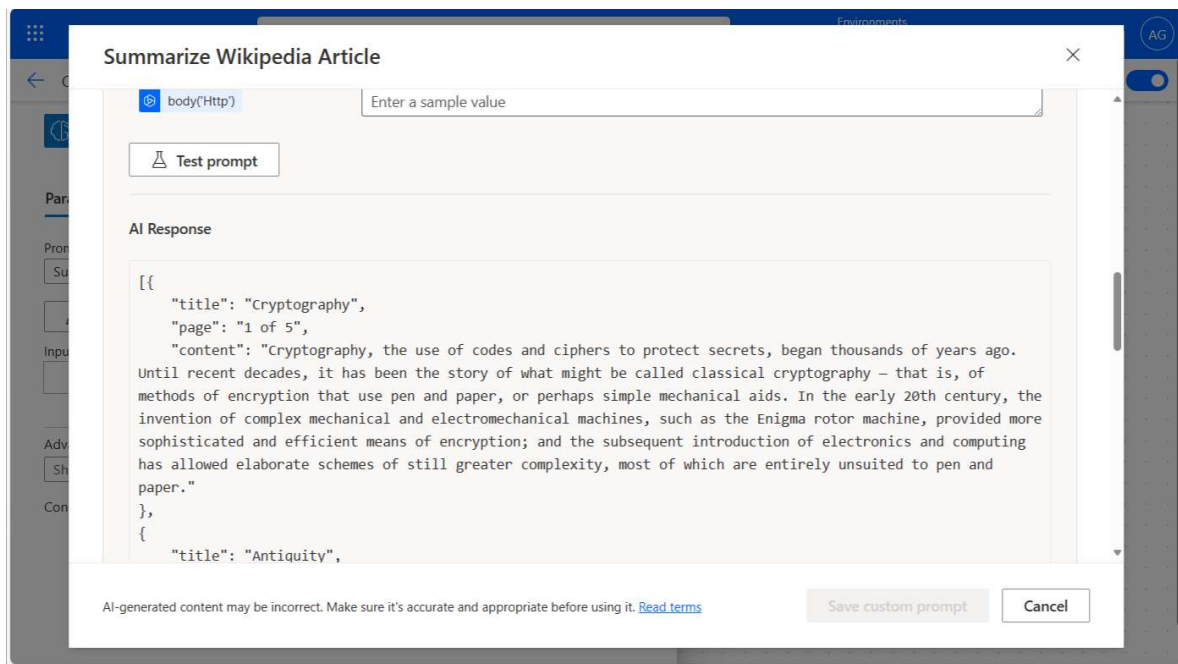 Environments
AG
Summarize Wikipedia Article
body('Http')
Enter a sample value
Test prompt
Para
Prom
Su
Inpu
Adv
Sh
Con
AI Response
[{
"title": "Cryptography",
"page": "1 of 5",
"content": "Cryptography, the use of codes and ciphers to protect secrets, began thousands of years ago.
Until recent decades, it has been the story of what might be called classical cryptography — that is, of
methods of encryption that use pen and paper, or perhaps simple mechanical aids. In the early 20th century, the
invention of complex mechanical and electromechanical machines, such as the Enigma rotor machine, provided more
sophisticated and efficient means of encryption; and the subsequent introduction of electronics and computing
has allowed elaborate schemes of still greater complexity, most of which are entirely unsuited to pen and
paper."
},
{
"title": "Antiquity",
AI-generated content may be incorrect. Make sure it's accurate and appropriate before using it. Read terms
Save custom prompt
Cancel